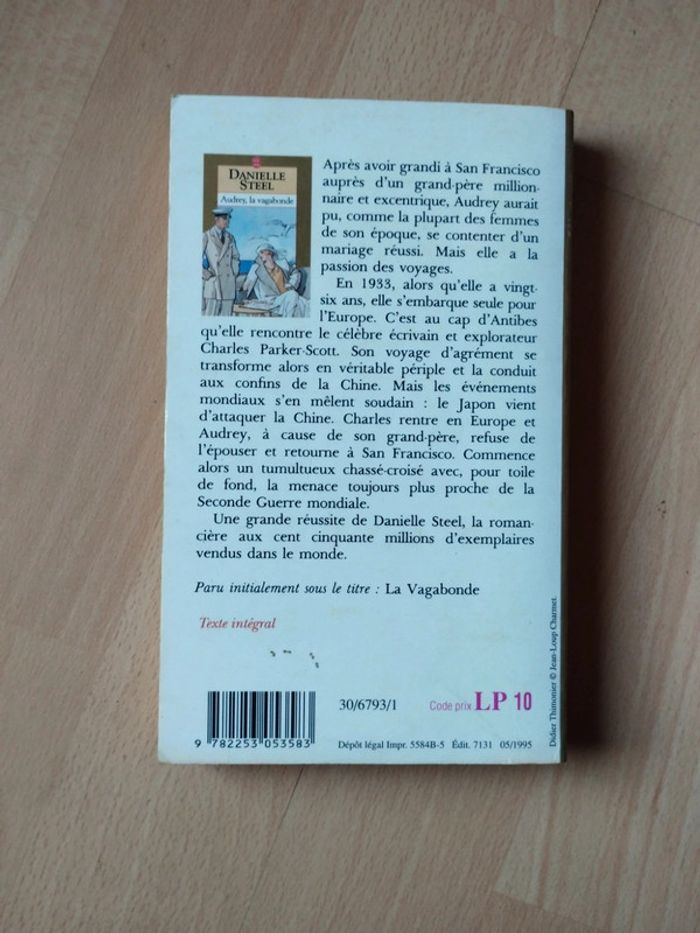 DANIELLE
STEEL
Audrey, la vagabonde
Après avoir grandi à San Francisco
auprès d'un grand-père million-
naire et excentrique, Audrey aurait
pu, comme la plupart des femmes
de son époque, se contenter d'un
mariage réussi. Mais elle a la
passion des voyages.
En 1933, alors qu'elle a vingt-
six ans, elle s'embarque seule pour
l'Europe. C'est au cap d'Antibes
qu'elle rencontre le célèbre écrivain et explorateur
Charles Parker-Scott. Son voyage d'agrément se
transforme alors en véritable périple et la conduit
aux confins de la Chine. Mais les événements
mondiaux s'en mêlent soudain : le Japon vient
d'attaquer la Chine. Charles rentre en Europe et
Audrey, à cause de son grand-père, refuse de
l'épouser et retourne à San Francisco. Commence
alors un tumultueux chassé-croisé avec, pour toile
de fond, la menace toujours plus proche de la
Seconde Guerre mondiale.
Une grande réussite de Danielle Steel, la roman-
cière aux cent cinquante millions d'exemplaires
vendus dans le monde.
Paru initialement sous le titre : La Vagabonde
Texte intégral
30/6793/1
Code prix LP 10
9 782253 053583
Dépôt légal Impr. 5584B-5 Édit. 7131 05/1995
Didier Thimonier © Jean-Loup Charmet.